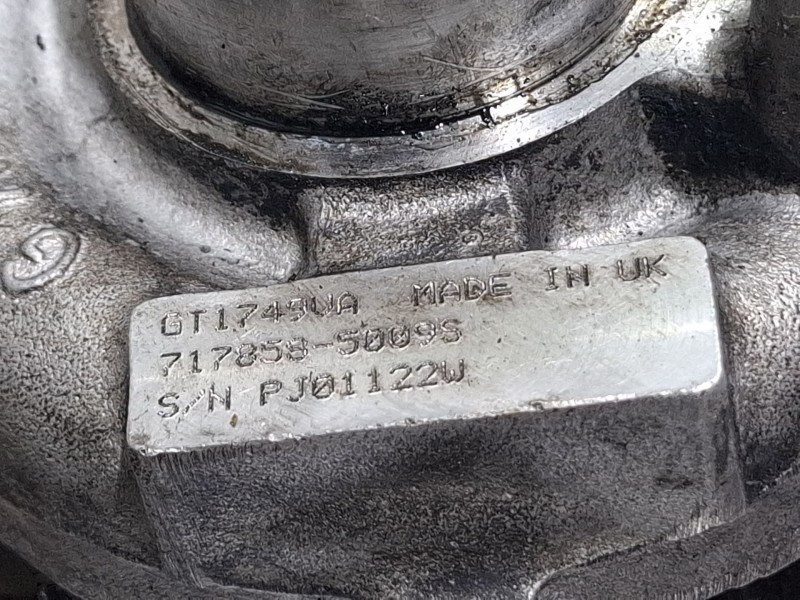 GT1749VA MADE IN UK
717858-5009S
S/N PJ01122W